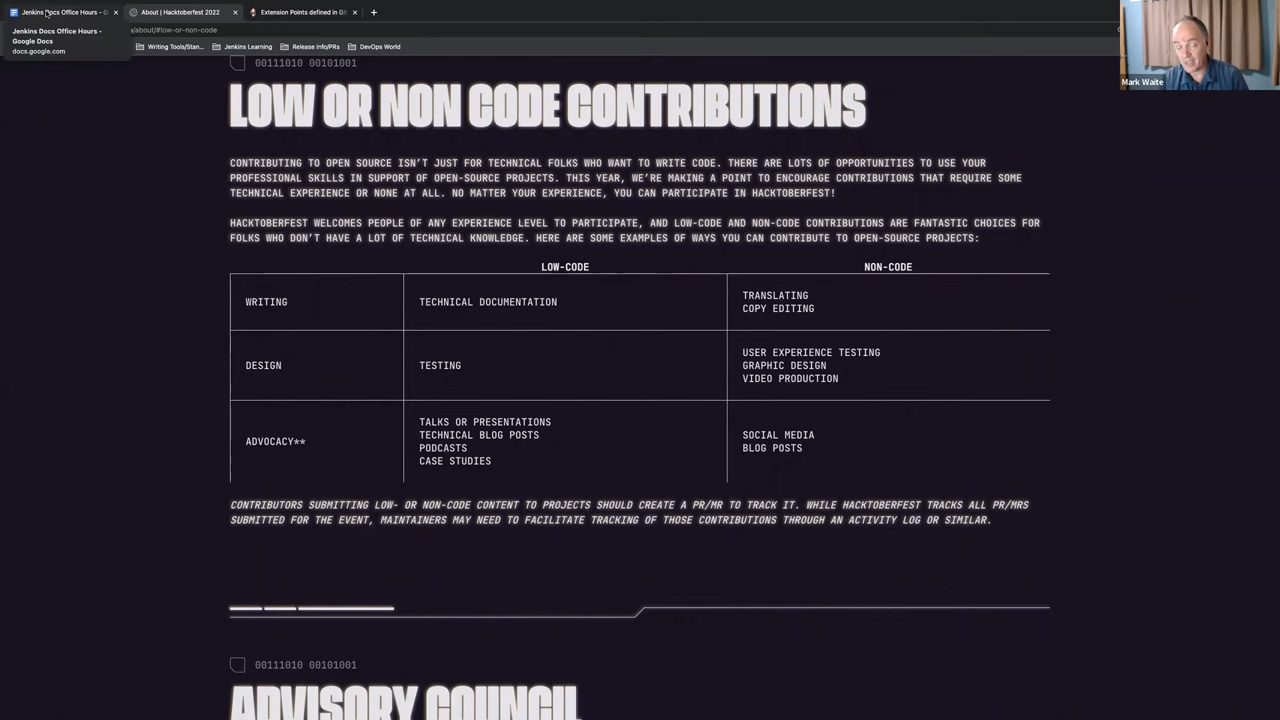 Jenkins Docs Office Hours - G
About | Hacktoberfest 2022
Extension Points defined in Gi
Jenkins Docs Office Hours -
Google Docs
docs.google.com
/about/#low-or-non-code
Writing Tools/Stan...
Jenkins Learning
Release Info/PRs
DevOps World
Mark Waite
00111010 00101001
LOW OR NON CODE CONTRIBUTIONS
CONTRIBUTING TO OPEN SOURCE ISN'T JUST FOR TECHNICAL FOLKS WHO WANT TO WRITE CODE. THERE ARE LOTS OF OPPORTUNITIES TO USE YOUR
PROFESSIONAL SKILLS IN SUPPORT OF OPEN-SOURCE PROJECTS. THIS YEAR, WE'RE MAKING A POINT TO ENCOURAGE CONTRIBUTIONS THAT REQUIRE SOME
TECHNICAL EXPERIENCE OR NONE AT ALL. NO MATTER YOUR EXPERIENCE, YOU CAN PARTICIPATE IN HACKTOBERFEST!
HACKTOBERFEST WELCOMES PEOPLE OF ANY EXPERIENCE LEVEL TO PARTICIPATE, AND LOW-CODE AND NON-CODE CONTRIBUTIONS ARE FANTASTIC CHOICES FOR
FOLKS WHO DON'T HAVE A LOT OF TECHNICAL KNOWLEDGE. HERE ARE SOME EXAMPLES OF WAYS YOU CAN CONTRIBUTE TO OPEN-SOURCE PROJECTS:
LOW-CODE
NON-CODE
WRITING
TECHNICAL DOCUMENTATION
TRANSLATING
COPY EDITING
DESIGN
TESTING
USER EXPERIENCE TESTING
GRAPHIC DESIGN
VIDEO PRODUCTION
ADVOCACY**
TALKS OR PRESENTATIONS
TECHNICAL BLOG POSTS
PODCASTS
CASE STUDIES
SOCIAL MEDIA
BLOG POSTS
CONTRIBUTORS SUBMITTING LOW- OR NON-CODE CONTENT TO PROJECTS SHOULD CREATE A PR/MR TO TRACK IT. WHILE HACKTOBERFEST TRACKS ALL PR/MRS
SUBMITTED FOR THE EVENT, MAINTAINERS MAY NEED TO FACILITATE TRACKING OF THOSE CONTRIBUTIONS THROUGH AN ACTIVITY LOG OR SIMILAR.
00111010 00101001
ADVISORY COUNCIL